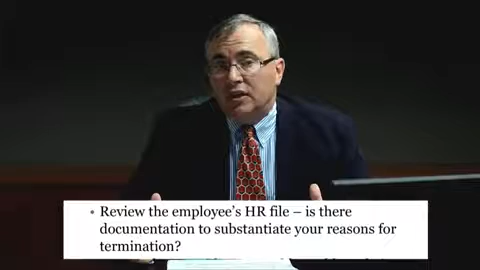 • Review the employee's HR file – is there
documentation to substantiate your reasons for
termination?